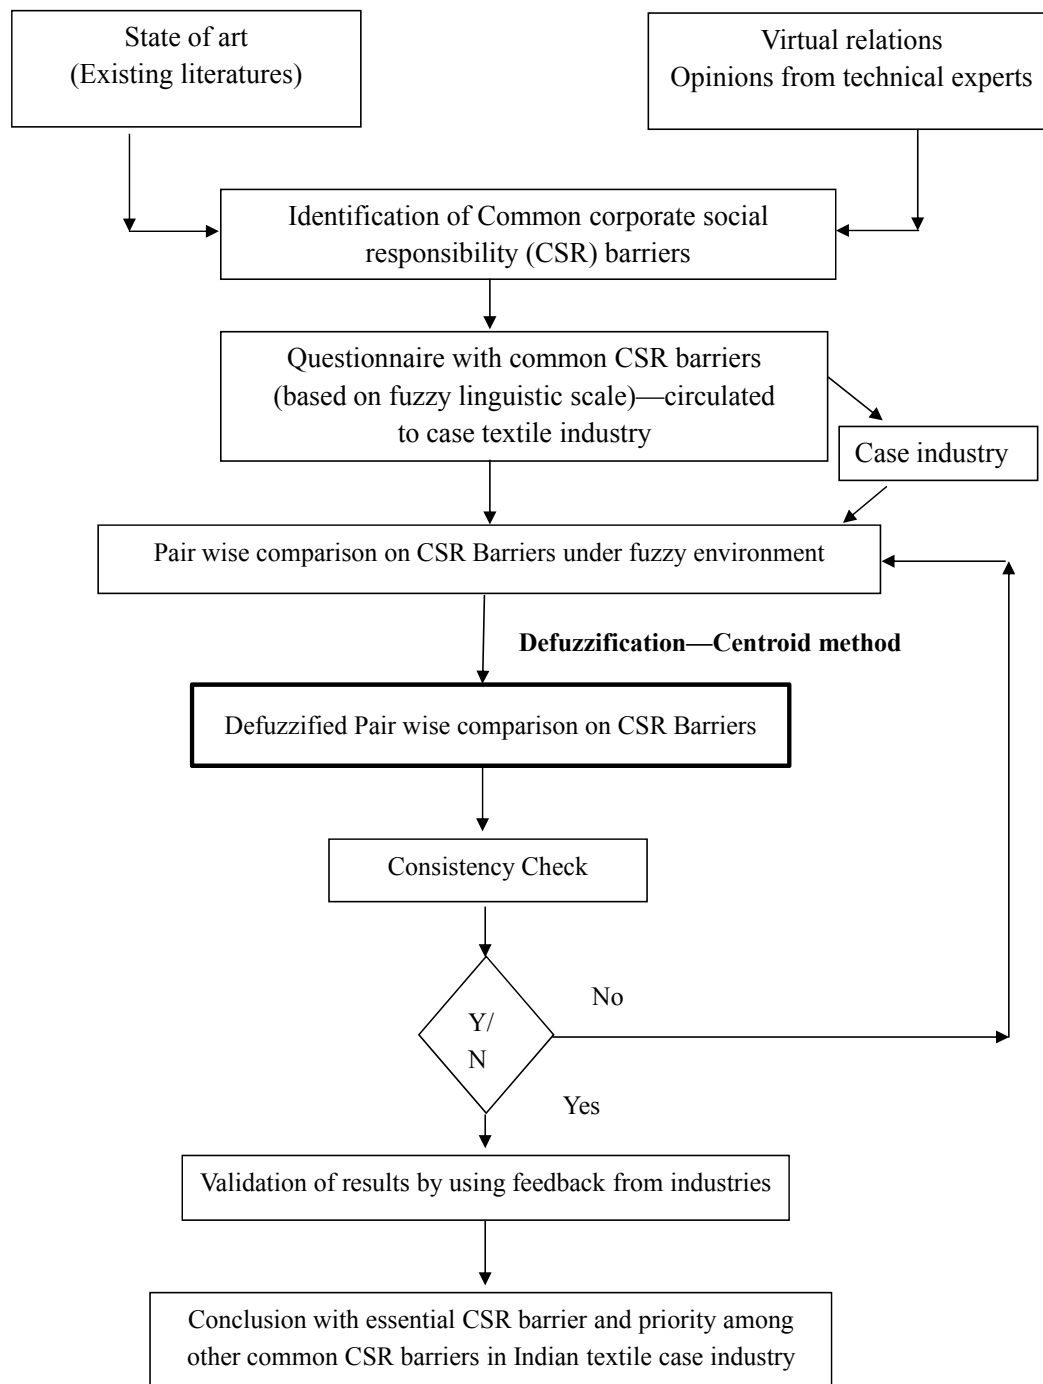 State of art
(Existing literatures)
Virtual relations
Opinions from technical experts
Identification of Common corporate social
responsibility (CSR) barriers
Questionnaire with common CSR barriers
(based on fuzzy linguistic scale)—circulated
to case textile industry
Case industry
Pair wise comparison on CSR Barriers under fuzzy environment
Defuzzification—Centroid method
Defuzzified Pair wise comparison on CSR Barriers
Consistency Check
No
Y/
N
Yes
Validation of results by using feedback from industries
Conclusion with essential CSR barrier and priority among
other common CSR barriers in Indian textile case industry